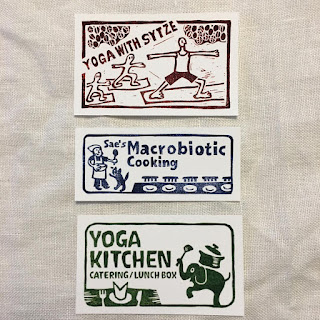 YOGA WITH SYTZE
Sae's Macrobiotic
Cooking
YOGA
KITCHEN
CATERING/LUNCH BOX